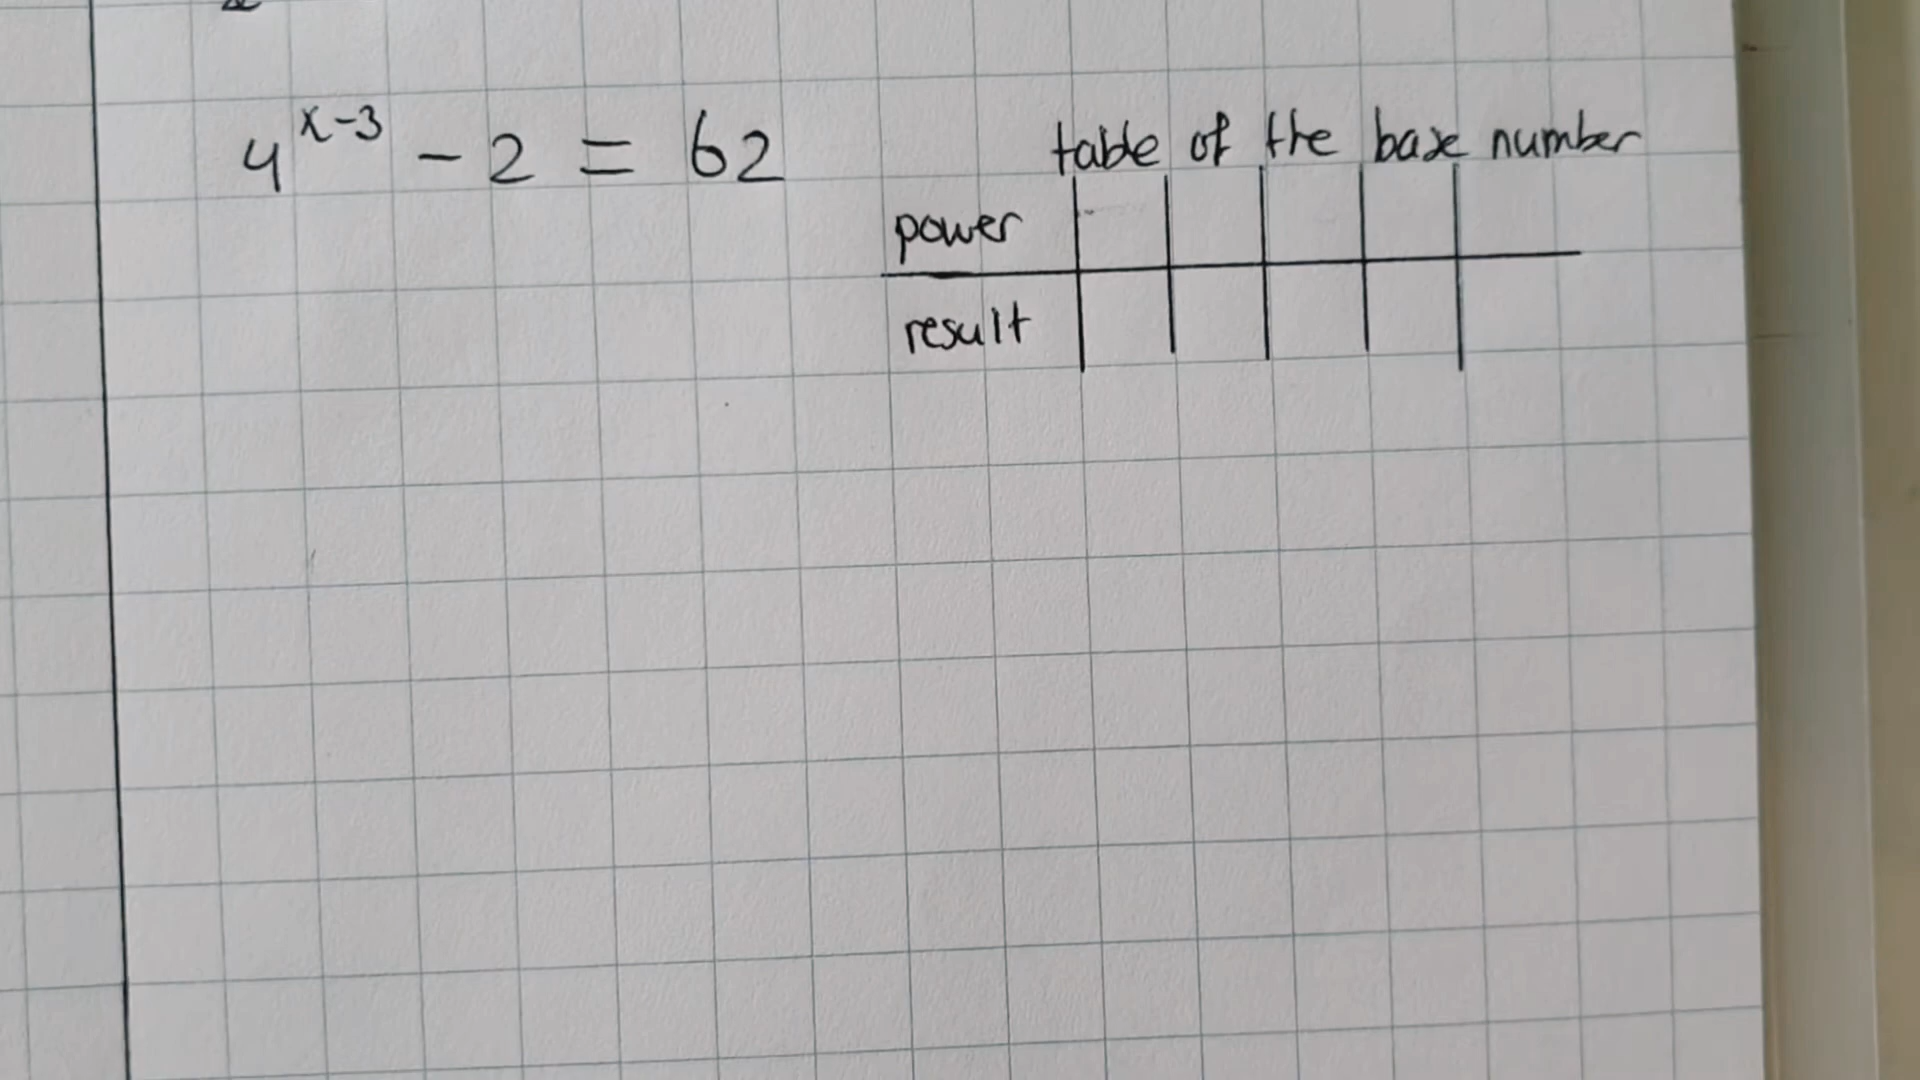 4^{x-3} - 2 = 62
table of the base number
power
result